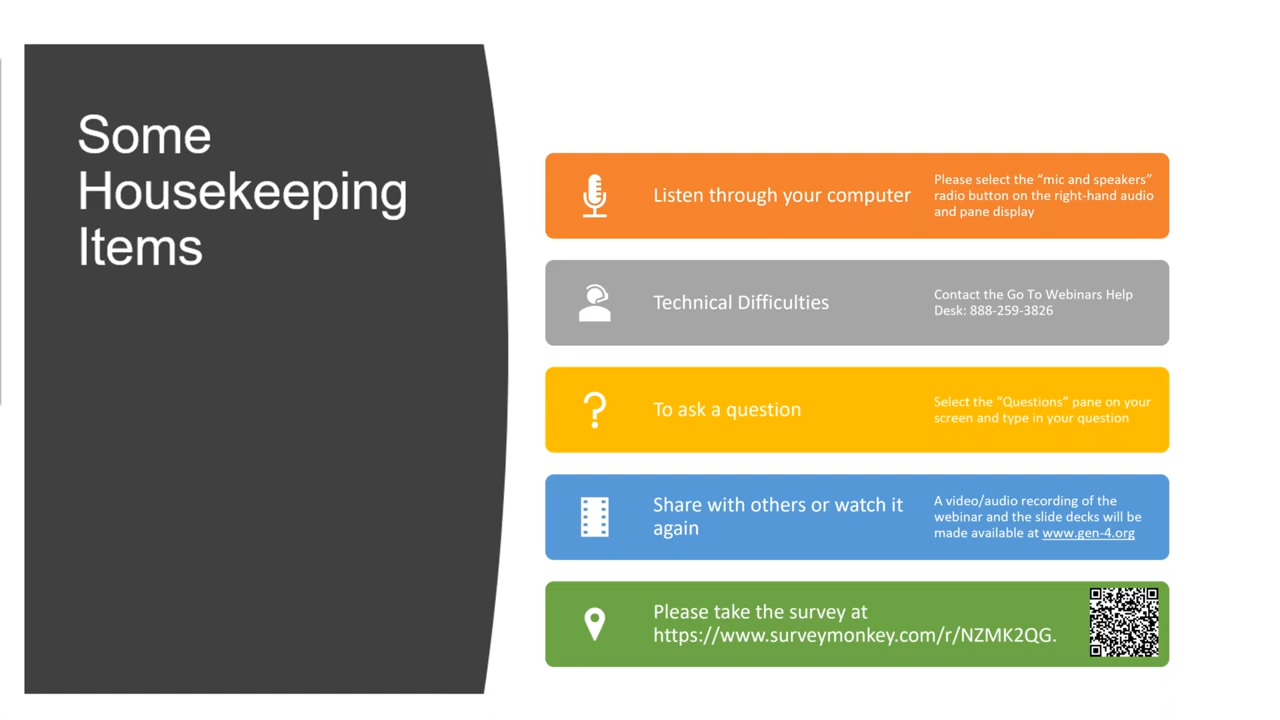 Some
Housekeeping
Items
Listen through your computer
Please select the “mic and speakers”
radio button on the right-hand audio
and pane display
Technical Difficulties
Contact the Go To Webinars Help
Desk: 888-259-3826
?
To ask a question
Select the “Questions” pane on your
screen and type in your question
Share with others or watch it
again
A video/audio recording of the
webinar and the slide decks will be
made available at www.gen-4.org
Please take the survey at
https://www.surveymonkey.com/r/NZMK2QG.